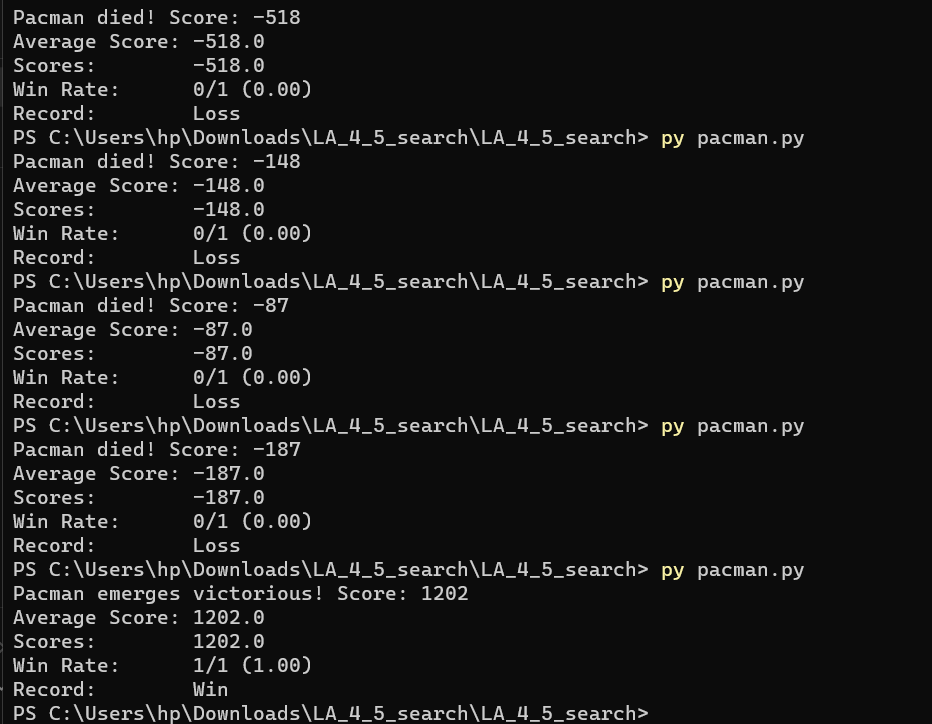 Pacman died! Score: -518
Average Score: -518.0
Scores:        -518.0
Win Rate:      0/1 (0.00)
Record:        Loss
PS C:\Users\hp\Downloads\LA_4_5_search\LA_4_5_search> py pacman.py
Pacman died! Score: -148
Average Score: -148.0
Scores:        -148.0
Win Rate:      0/1 (0.00)
Record:        Loss
PS C:\Users\hp\Downloads\LA_4_5_search\LA_4_5_search> py pacman.py
Pacman died! Score: -87
Average Score: -87.0
Scores:        -87.0
Win Rate:      0/1 (0.00)
Record:        Loss
PS C:\Users\hp\Downloads\LA_4_5_search\LA_4_5_search> py pacman.py
Pacman died! Score: -187
Average Score: -187.0
Scores:        -187.0
Win Rate:      0/1 (0.00)
Record:        Loss
PS C:\Users\hp\Downloads\LA_4_5_search\LA_4_5_search> py pacman.py
Pacman emerges victorious! Score: 1202
Average Score: 1202.0
Scores:        1202.0
Win Rate:      1/1 (1.00)
Record:        Win
PS C:\Users\hp\Downloads\LA_4_5_search\LA_4_5_search>